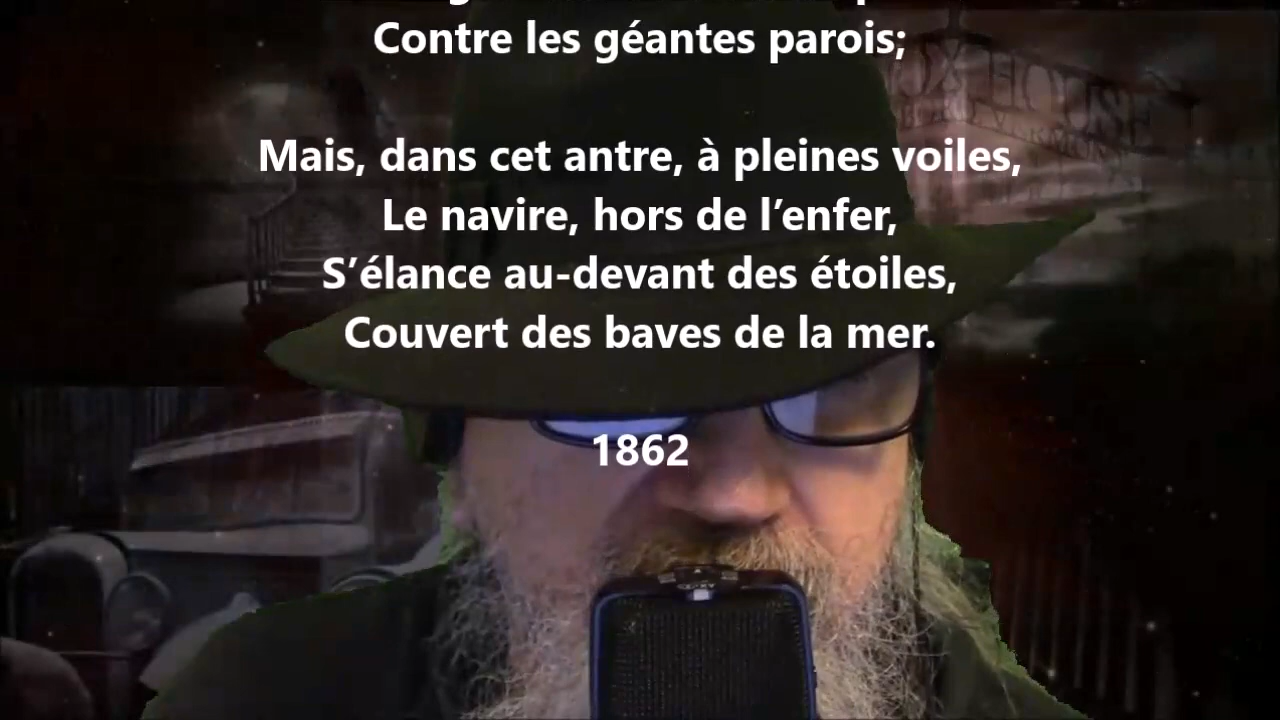 Contre les géantes parois;
Mais, dans cet antre, à pleines voiles,
Le navire, hors de l’enfer,
S’élance au-devant des étoiles,
Couvert des baves de la mer.
1862
HOUSE